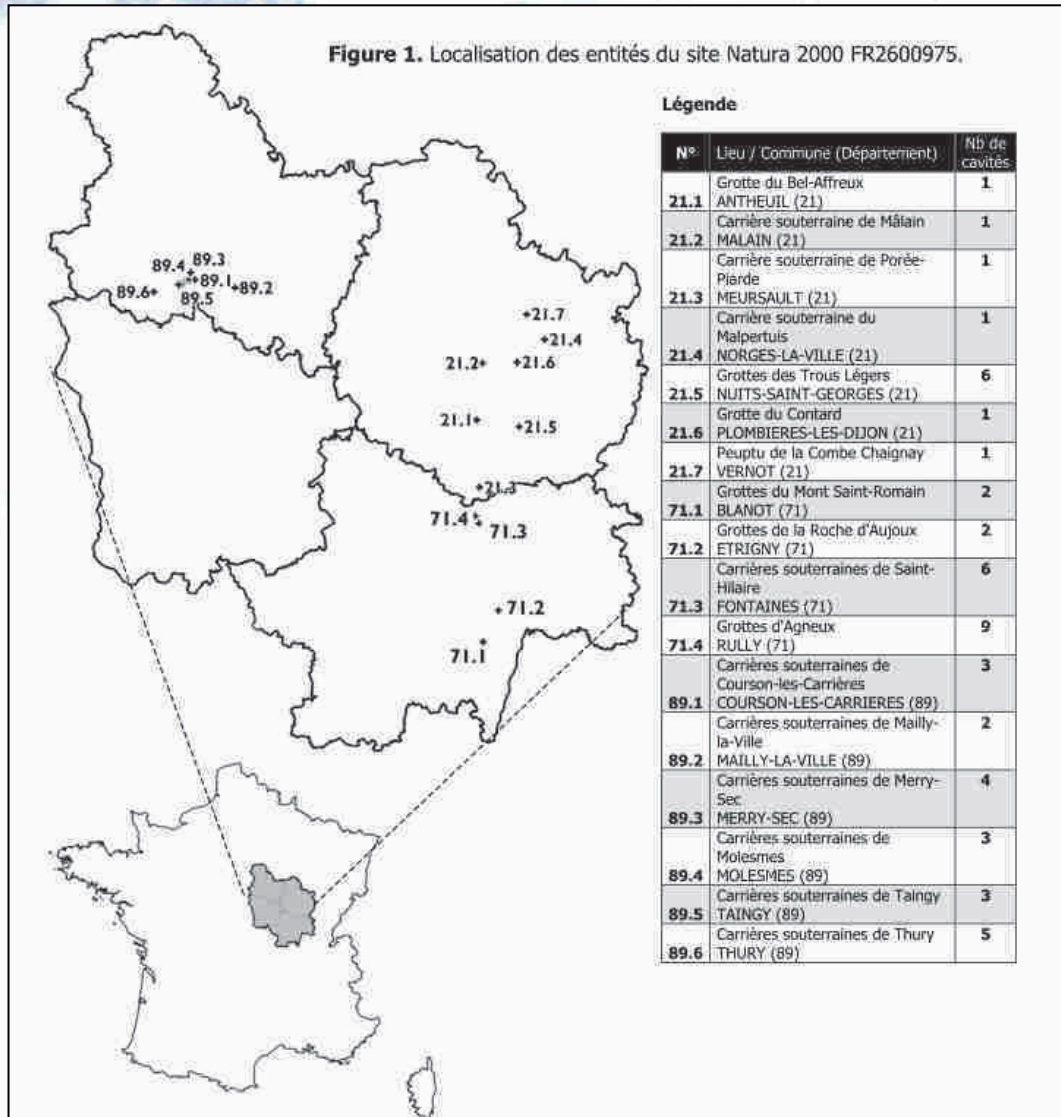 Figure 1. Localisation des entités du site Natura 2000 FR2600975.
Légende
N° Lieu / Commune (Département) Nb de cavités
Grotte du Bel-Affreux 1
21.1 ANTHEUIL (21)
Carrière souterraine de Mâlain 1
21.2 MALAIN (21)
Carrière souterraine de Porée- 1
Piarde
21.3 MEURSAULT (21)
Carrière souterraine du 1
Malpertuis
21.4 NORGES-LA-VILLE (21)
Grottes des Trous Légers 6
21.5 NUITS-SAINT-GEORGES (21)
Grotte du Contard 1
21.6 PLOMBIERES-LES-DIJON (21)
Peuptu de la Combe Chaignay 1
21.7 VERNOT (21)
Grottes du Mont Saint-Romain 2
71.1 BLANOT (71)
Grottes de la Roche d'Aujoux 2
71.2 ETRIGNY (71)
Carrières souterraines de Saint- 6
Hilaire
71.3 FONTAINES (71)
Grottes d'Agneux 9
71.4 RULLY (71)
Carrières souterraines de 3
Courson-les-Carrières
89.1 COURSON-LES-CARRIERES (89)
Carrières souterraines de Mailly- 2
la-Ville
89.2 MAILLY-LA-VILLE (89)
Carrières souterraines de Merry- 4
Sec
89.3 MERRY-SEC (89)
Carrières souterraines de 3
Molesmes
89.4 MOLESMES (89)
Carrières souterraines de Taingy 3
89.5 TAINGY (89)
Carrières souterraines de Thury 5
89.6 THURY (89)
89.3
89.4
89.1
89.2
89.6
89.5
21.7
21.4
21.2
21.6
21.1
21.5
21.3
71.4
71.3
71.2
71.1